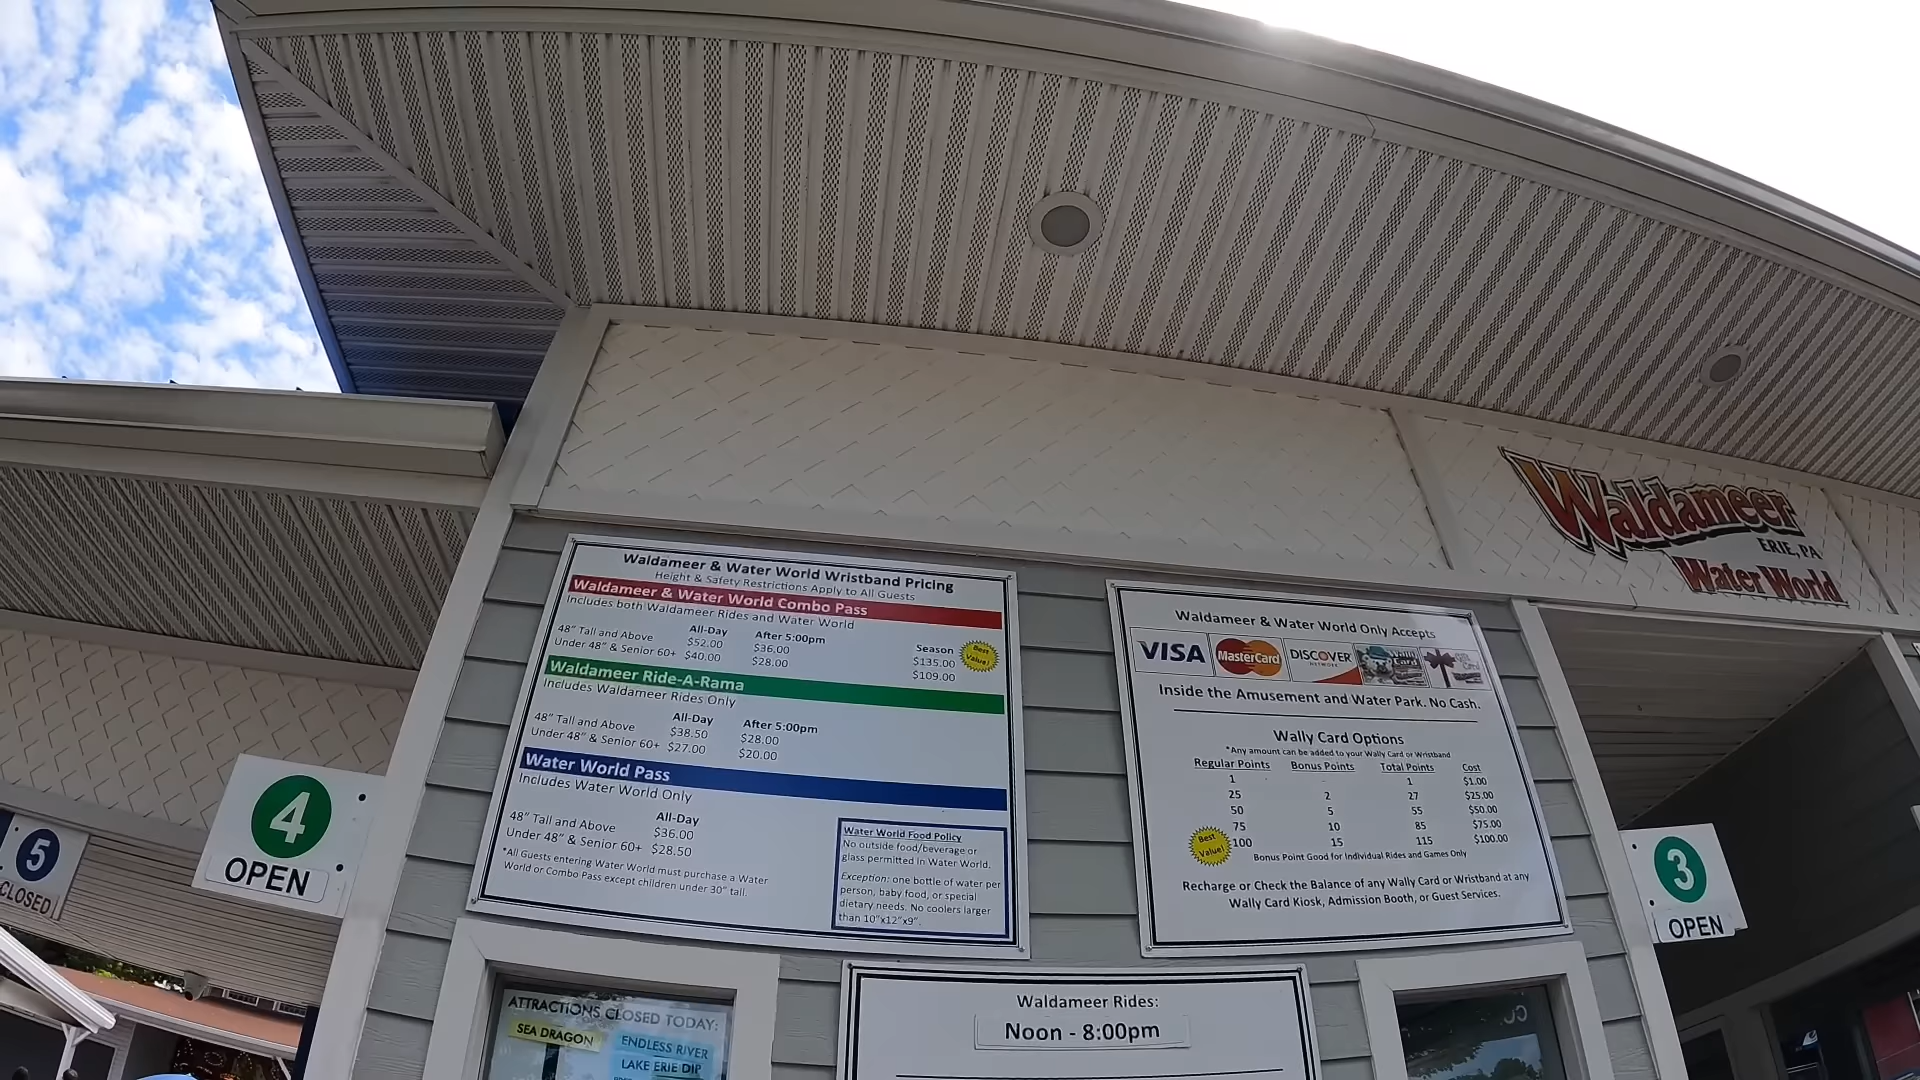 Waldameer & Water World Wristband Pricing
Height & Safety Restrictions Apply to All Guests
Waldameer & Water World Combo Pass
Includes both Waldameer Rides and Water World
All-Day After 5:00pm Season
48" Tall and Above $52.00 $36.00 $135.00
Under 48" & Senior 60+ $40.00 $28.00 $109.00
Best Value!
Waldameer Ride-A-Rama
Includes Waldameer Rides Only
All-Day After 5:00pm
48" Tall and Above $38.50 $28.00
Under 48" & Senior 60+ $27.00 $20.00
Water World Pass
Includes Water World Only
All-Day
48" Tall and Above $36.00
Under 48" & Senior 60+ $28.50
*All Guests entering Water World must purchase a Water
World or Combo Pass except children under 30" tall.
Water World Food Policy
No outside food/beverage or
glass permitted in Water World.
Exception: one bottle of water per
person, baby food, or special
dietary needs. No coolers larger
than 10"x12"x9".
Waldameer & Water World Only Accepts
VISA MasterCard DISCOVER
NETWORK
Inside the Amusement and Water Park. No Cash.
Wally Card Options
*Any amount can be added to your Wally Card or Wristband
Regular Points Bonus Points Total Points Cost
1 - 1 $1.00
25 2 27 $25.00
50 5 55 $50.00
75 10 85 $75.00
100 15 115 $100.00
Best Value!
Bonus Point Good for Individual Rides and Games Only
Recharge or Check the Balance of any Wally Card or Wristband at any
Wally Card Kiosk, Admission Booth, or Guest Services.
Waldameer
ERIE, PA
Water World
5
CLOSED
4
OPEN
3
OPEN
ATTRACTIONS CLOSED TODAY:
SEA DRAGON
ENDLESS RIVER
LAKE ERIE DIP
Waldameer Rides:
Noon - 8:00pm